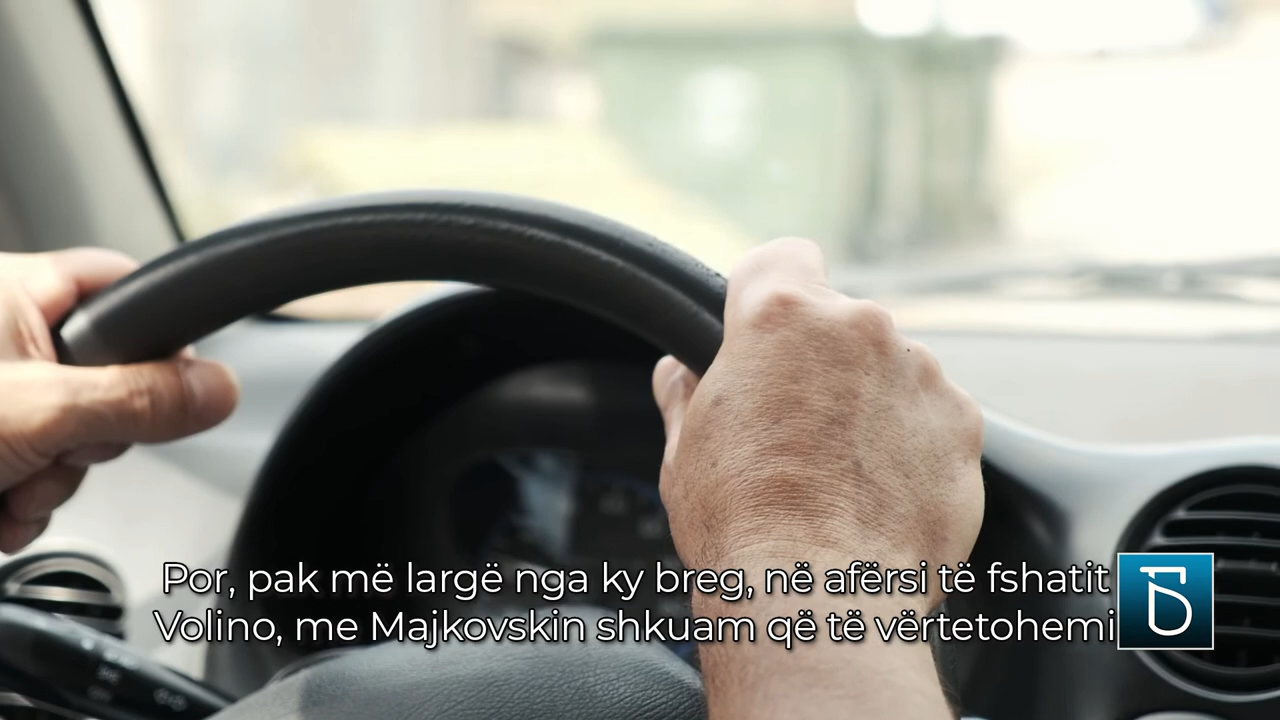 Por, pak më largë nga ky breg, në afërsi të fshatit
Volino, me Majkovskin shkuam që të vërtetohemi